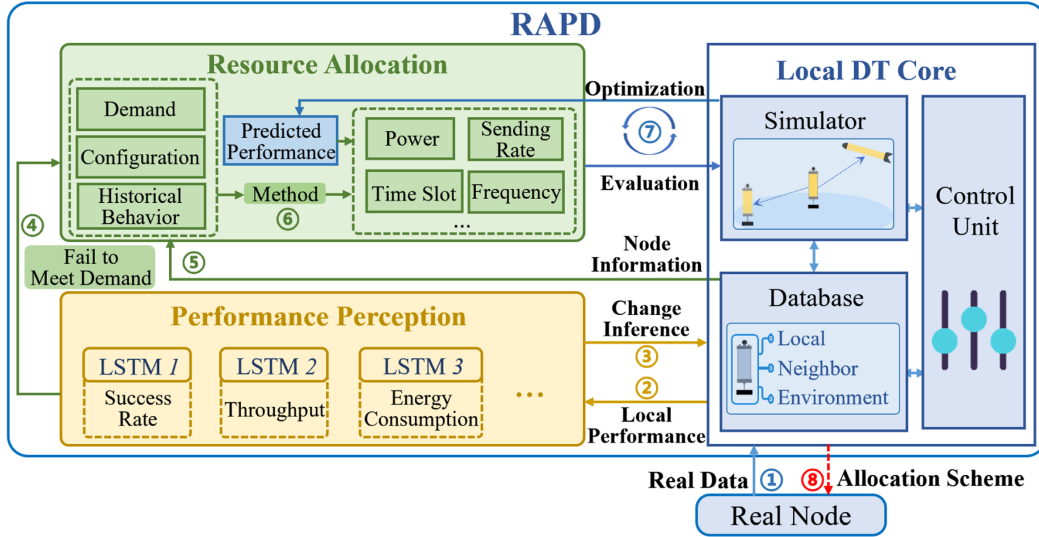 RAPD
Resource Allocation
Demand
Configuration
Historical
Behavior
Predicted
Performance
Method
⑥
Power
Sending
Rate
Time Slot
Frequency
...
Optimization
⑦
Evaluation
Local DT Core
Simulator
Control
Unit
Database
Local
Neighbor
Environment
④
Fail to
Meet Demand
⑤
Node
Information
Performance Perception
LSTM 1
Success
Rate
LSTM 2
Throughput
LSTM 3
Energy
Consumption
...
Change
Inference
③
②
Local
Performance
Real Data
①
⑧
Allocation Scheme
Real Node